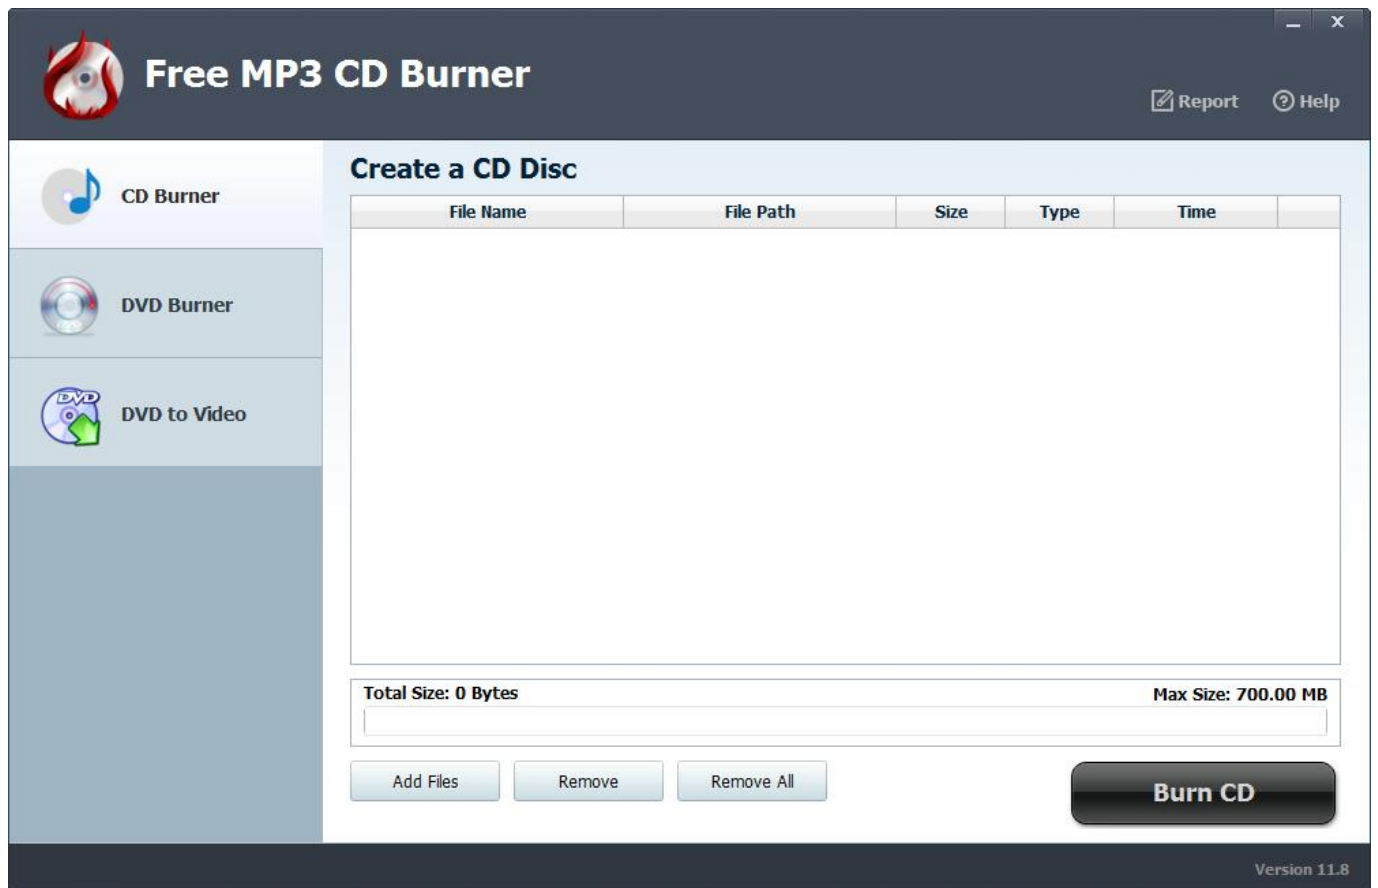 X
Free MP3 CD Burner
Report
Help
CD Burner
DVD Burner
DVD
DVD to Video
Create a CD Disc
File Name File Path Size Type Time
Total Size: 0 Bytes Max Size: 700.00 MB
Add Files Remove Remove All Burn CD
Version 11.8